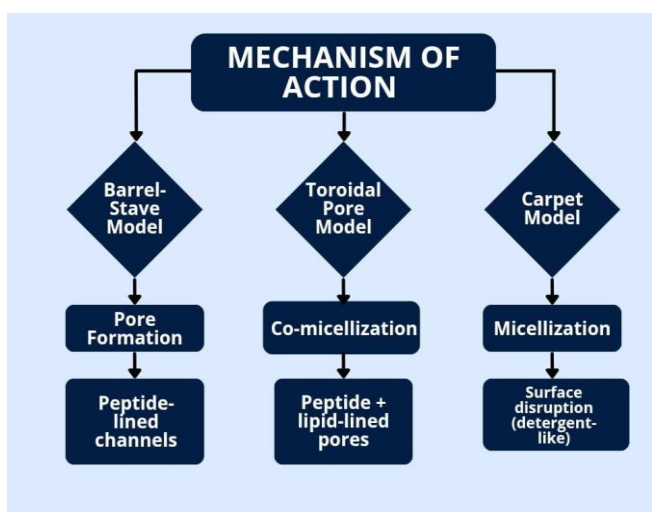 MECHANISM OF
ACTION
Barrel-
Stave
Model
Pore
Formation
Peptide-
lined
channels
Toroidal
Pore
Model
Co-micellization
Peptide +
lipid-lined
pores
Carpet
Model
Micellization
Surface
disruption
(detergent-
like)